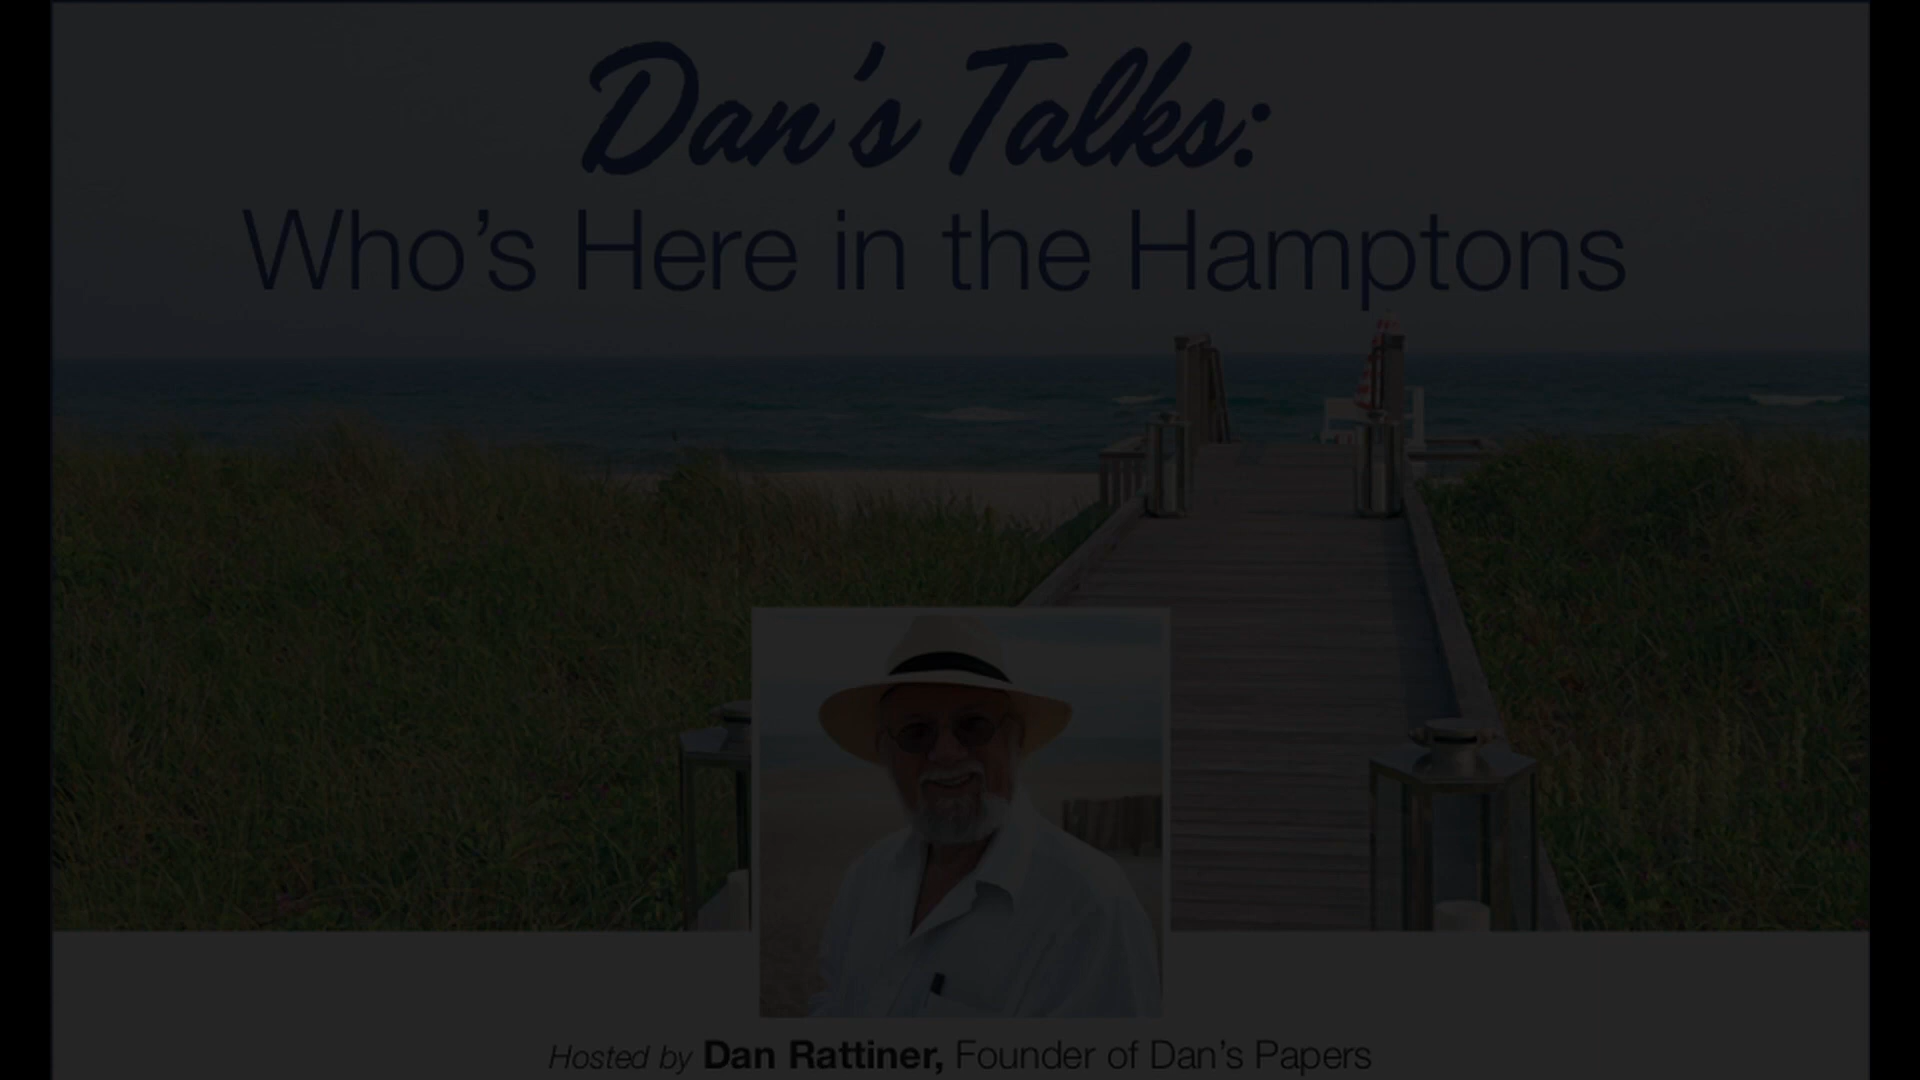 Dan's Talks:
Who's Here in the Hamptons
Hosted by Dan Rattiner, Founder of Dan's Papers